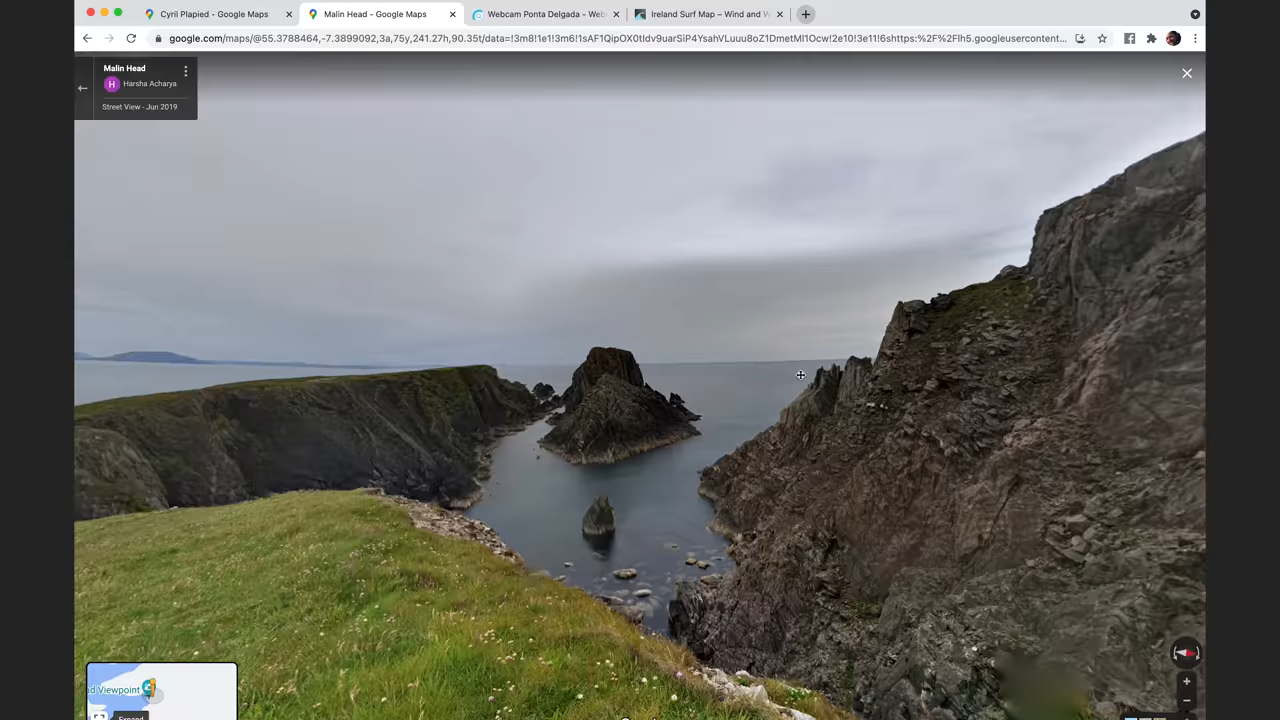 Cyril Plapied - Google Maps
Malin Head - Google Maps
Webcam Ponta Delgada - Web
Ireland Surf Map – Wind and W
google.com/maps/@55.3788464,-7.3899092,3a,75y,241.27h,90.35t/data=!3m8!1e1!3m6!1sAF1QipOX0tIdv9uarSiP4YsahVLuuu8oZ1DmetMI1Ocw!2e10!3e11!6shttps:%2F%2Flh5.googleusercontent...
Malin Head
H Harsha Acharya
Street View - Jun 2019
ad Viewpoint
Expand